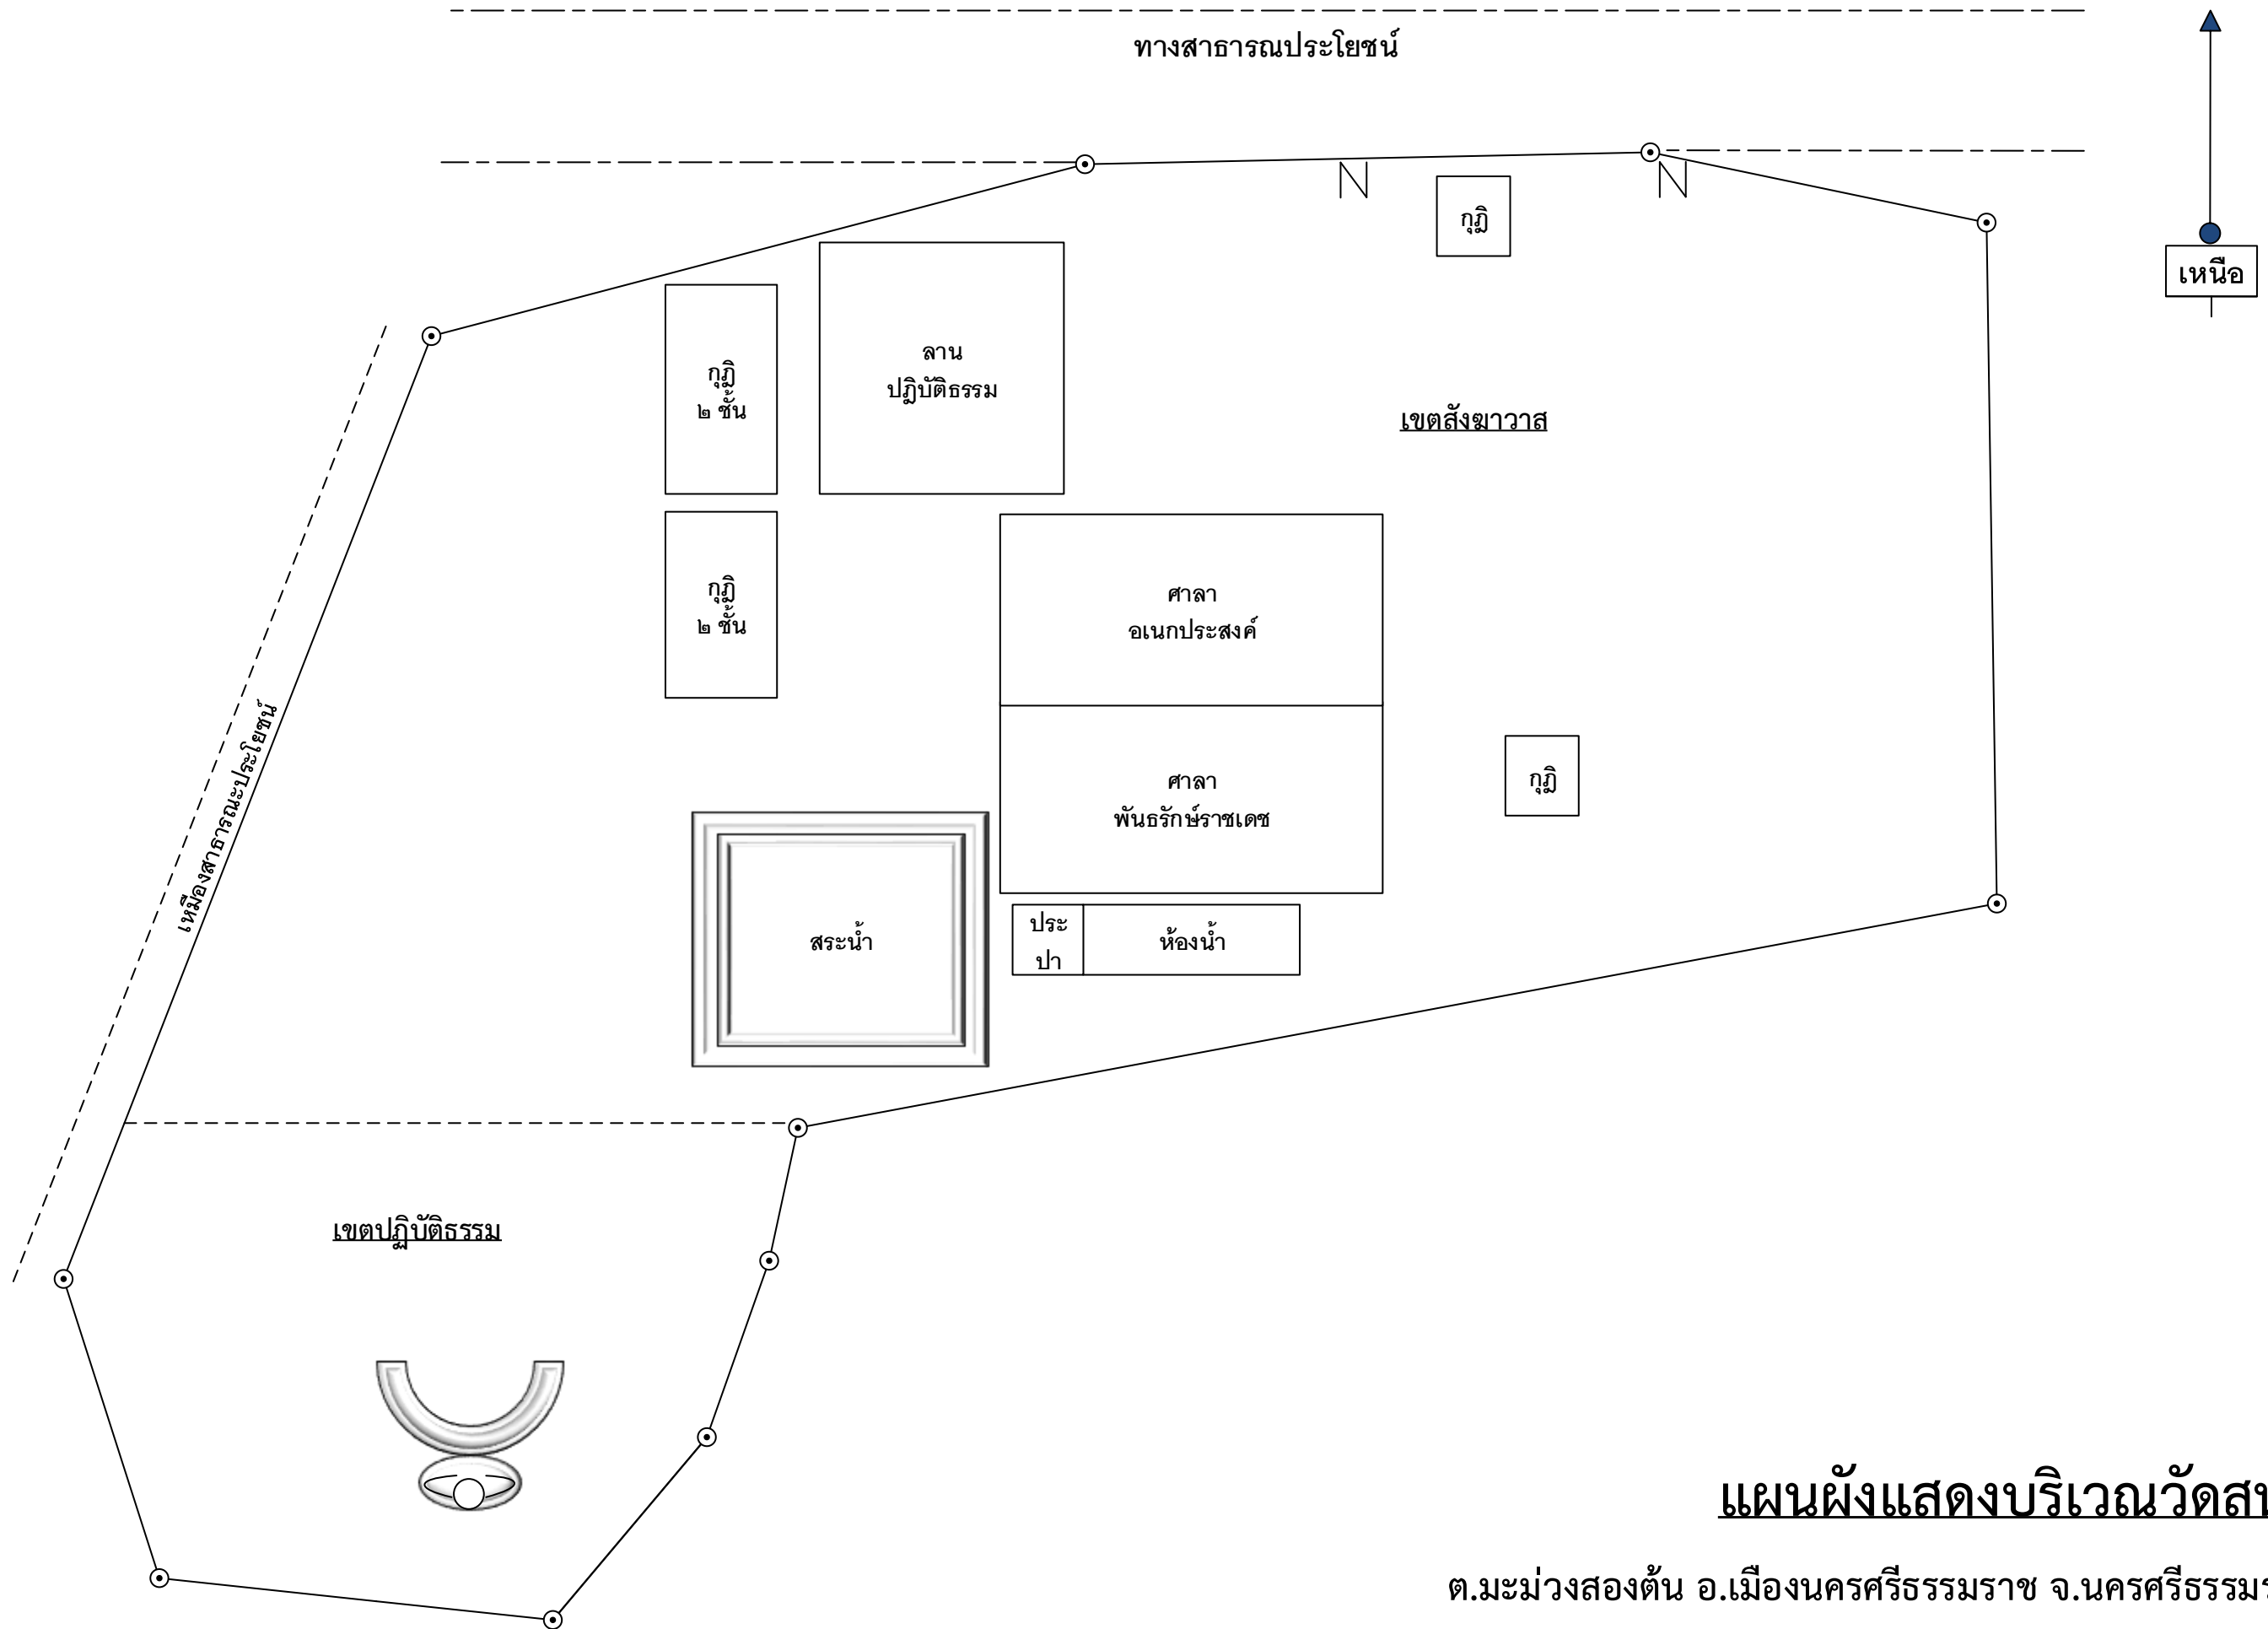 ทางสาธารณประโยชน์
กุฎิ
เหนือ
ลาน
ปฎิบัติธรรม
กุฎิ
๒ ชั้น
เขตสังฆาวาส
กุฎิ
๒ ชั้น
ศาลา
อเนกประสงค์
เหมืองสาธารณะประโยชน์
ศาลา
พันธรักษ์ราชเดช
กุฎิ
สระน้ำ
ประ
ปา
ห้องน้ำ
เขตปฏิบัติธรรม
แผนผังแสดงบริเวณวัดส
ต.มะม่วงสองต้น อ.เมืองนครศรีธรรมราช จ.นครศรีธรรม